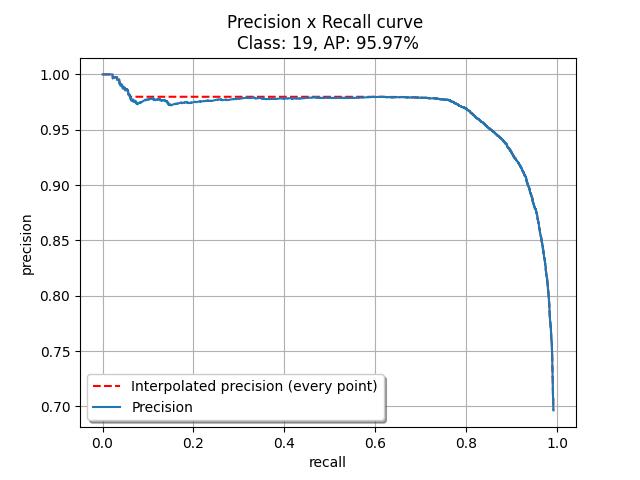 Precision x Recall curve
Class: 19, AP: 95.97%
1.00
0.95
0.90
0.85
0.80
0.75
0.70
precision
Interpolated precision (every point)
Precision
0.0 0.2 0.4 0.6 0.8 1.0
recall